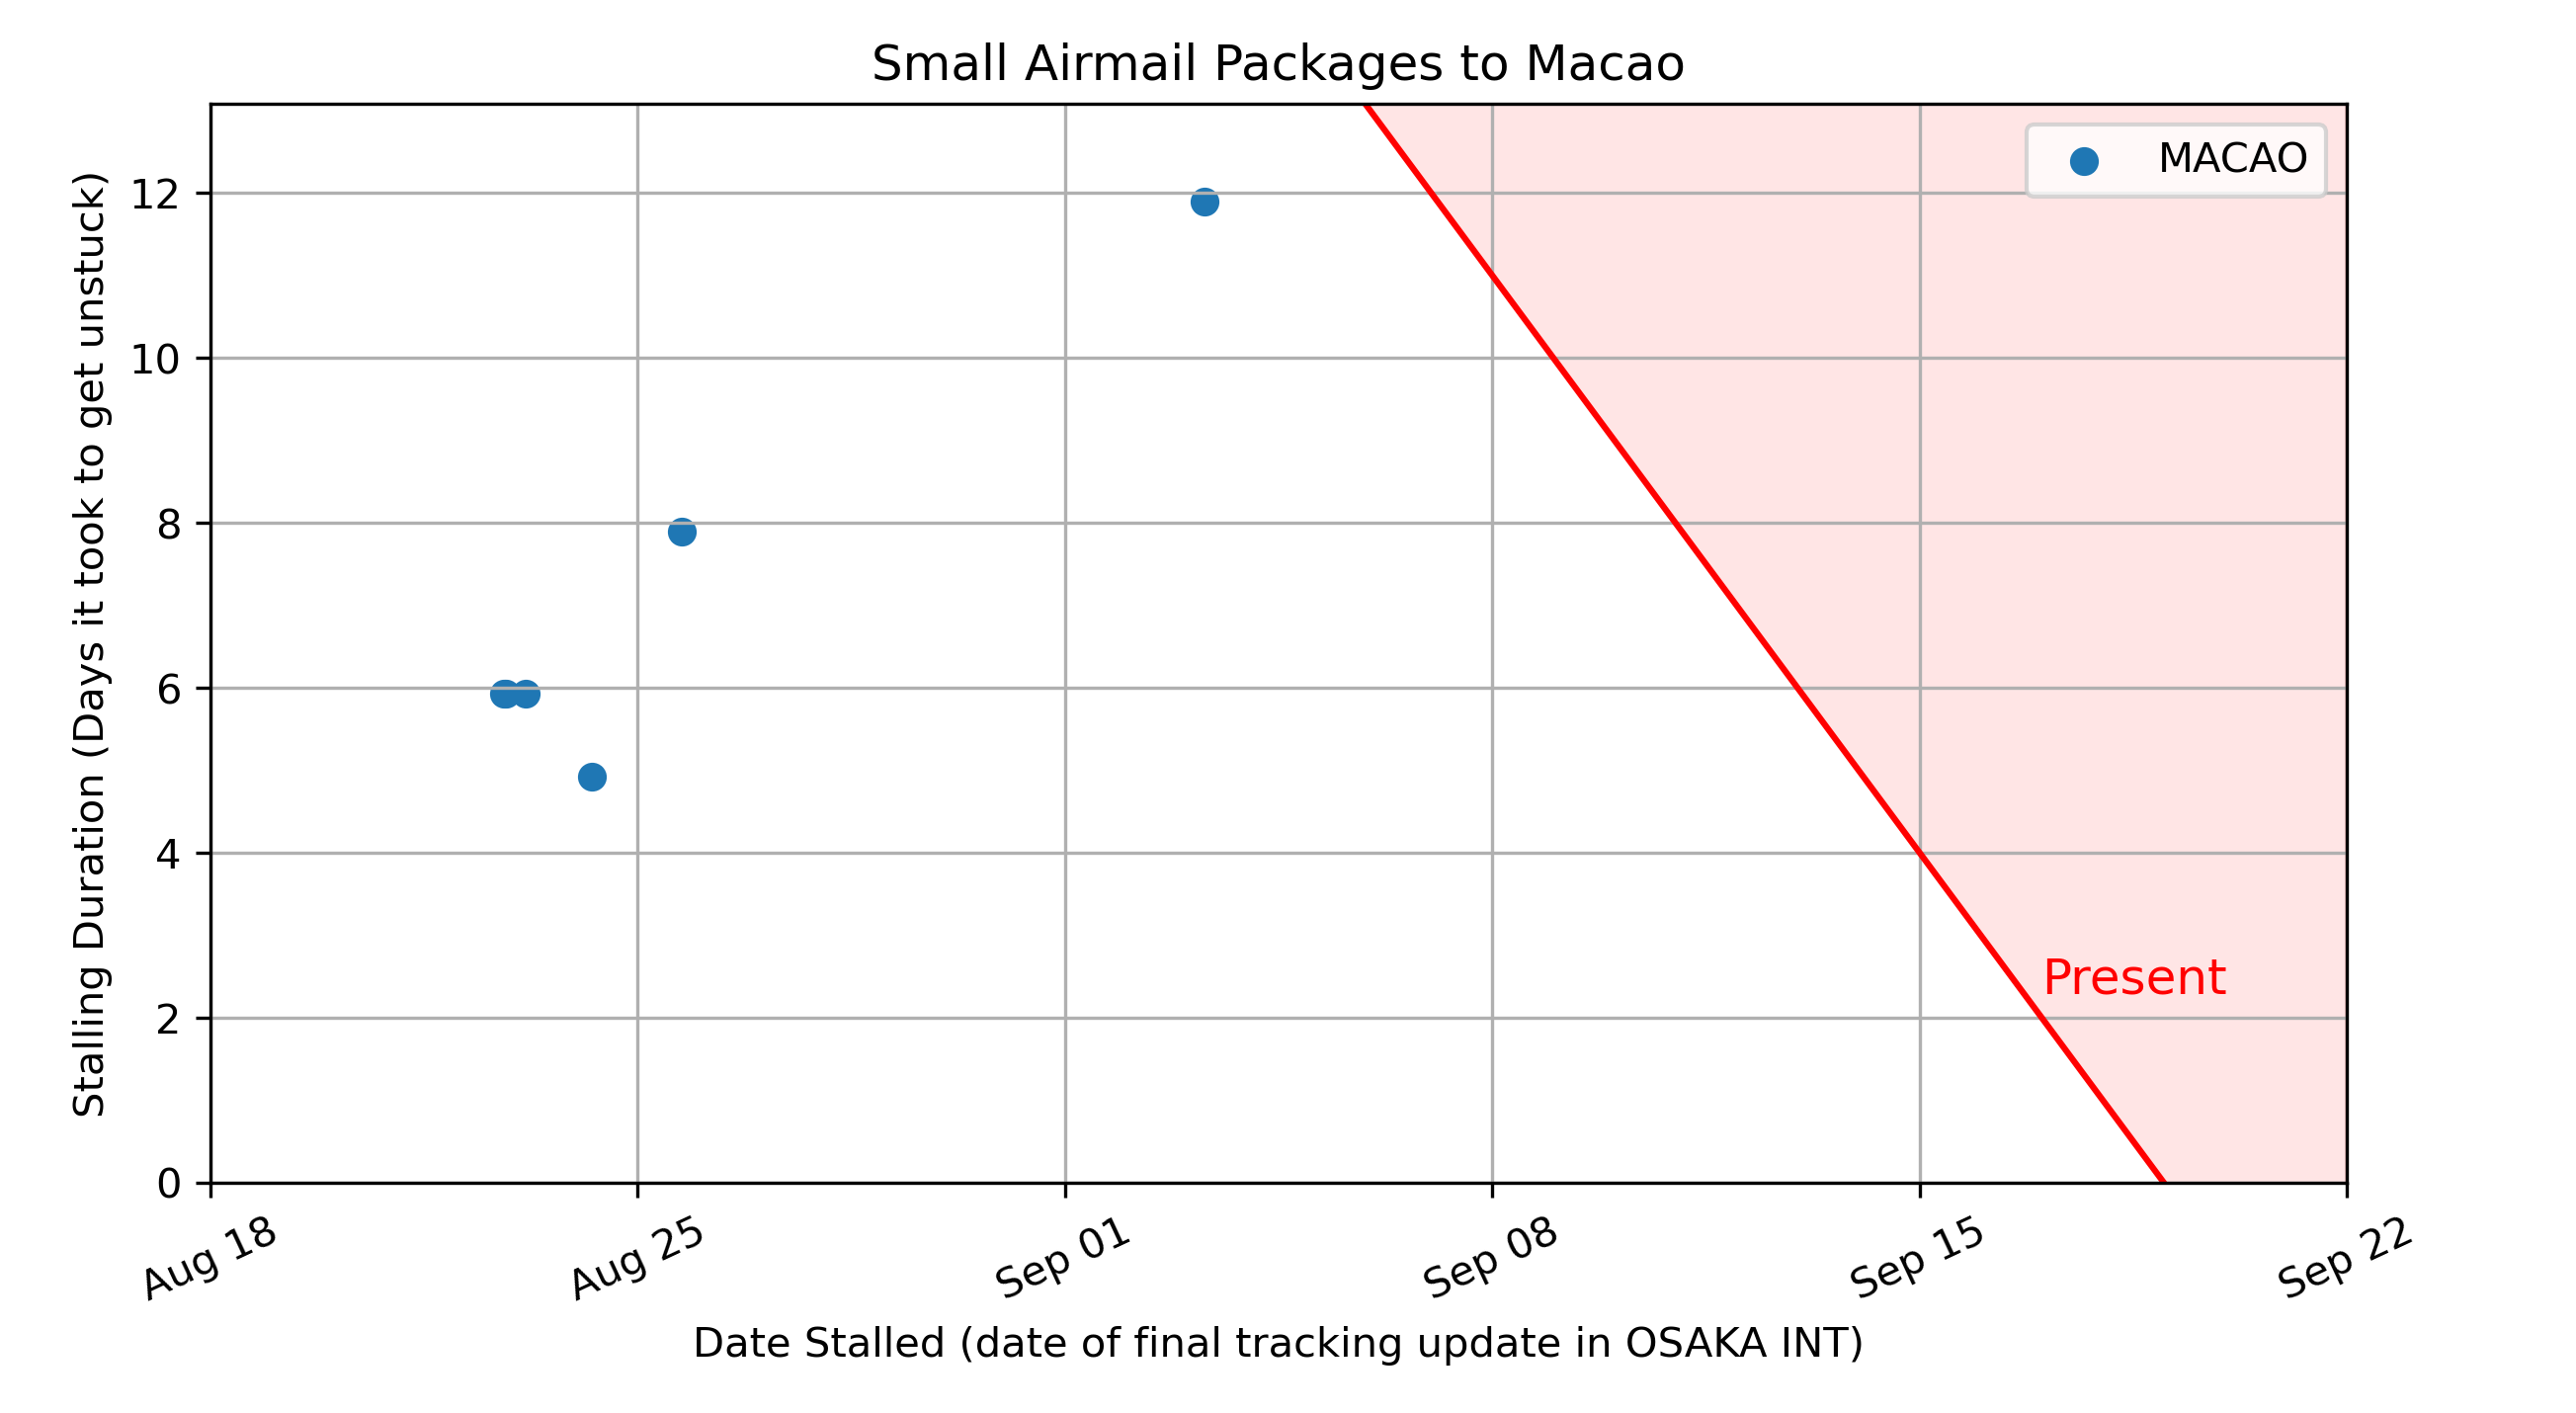 Small Airmail Packages to Macao
MACAO
Stalling Duration (Days it took to get unstuck)
12
10
8
6
4
2
0
Present
Aug 18
Aug 25
Sep 01
Sep 08
Sep 15
Sep 22
Date Stalled (date of final tracking update in OSAKA INT)